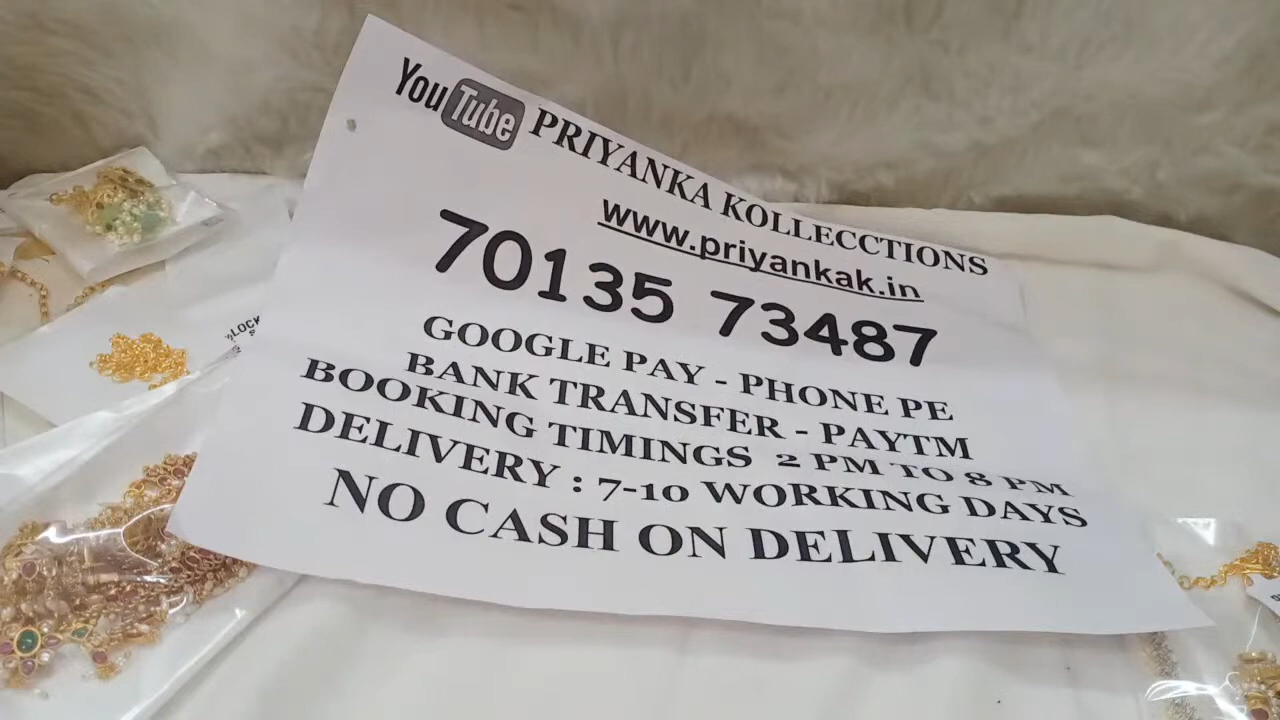 YouTube PRIYANKA KOLLECCTIONS
www.priyankak.in
70135 73487
GOOGLE PAY - PHONE PE
BANK TRANSFER - PAYTM
BOOKING TIMINGS 2 PM TO 8 PM
DELIVERY : 7-10 WORKING DAYS
NO CASH ON DELIVERY